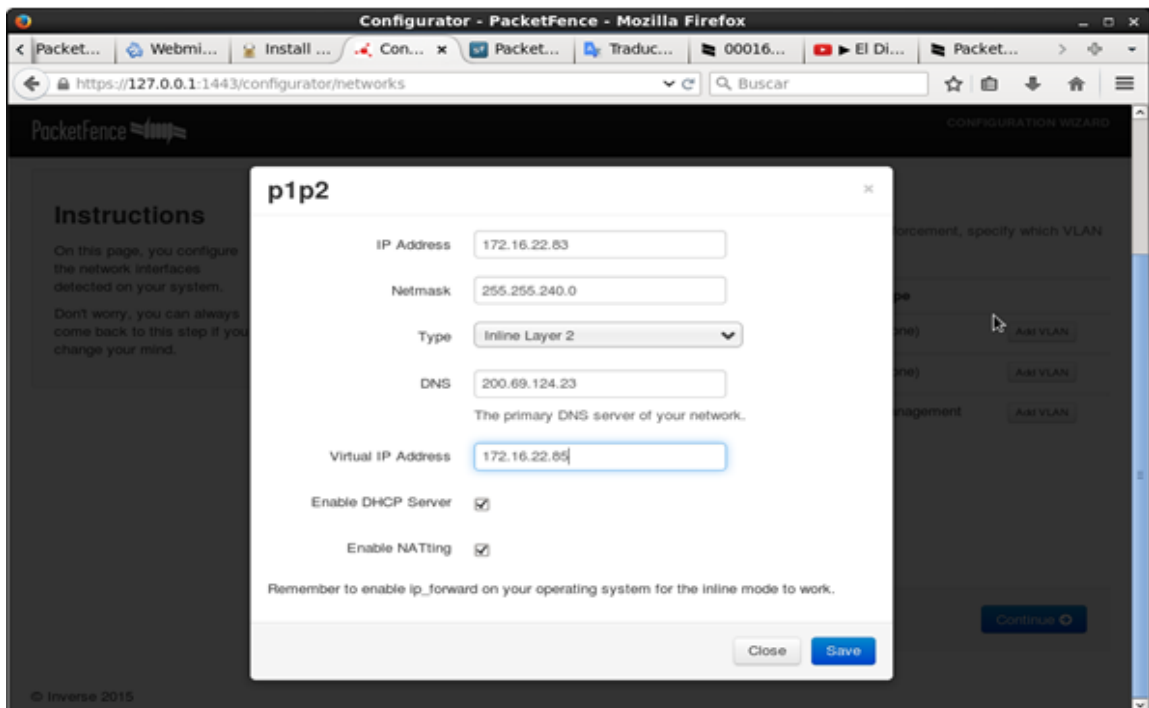 Configurator - PacketFence - Mozilla Firefox
Packet... Webmi... Install ... Con... Packet... Traduc... 00016... El Di... Packet...
https://127.0.0.1:1443/configurator/networks Buscar
PacketFence CONFIGURATION WIZARD
Instructions
On this page, you configure
the network interfaces
detected on your system.
Don't worry, you can always
come back to this step if you
change your mind.
orcement, specify which VLAN
pe
one) Add VLAN
one) Add VLAN
nagement Add VLAN
p1p2
IP Address 172.16.22.83
Netmask 255.255.240.0
Type Inline Layer 2
DNS 200.69.124.23
The primary DNS server of your network.
Virtual IP Address 172.16.22.85
Enable DHCP Server
Enable NATting
Remember to enable ip_forward on your operating system for the inline mode to work.
Close Save
Continue
© Inverse 2015